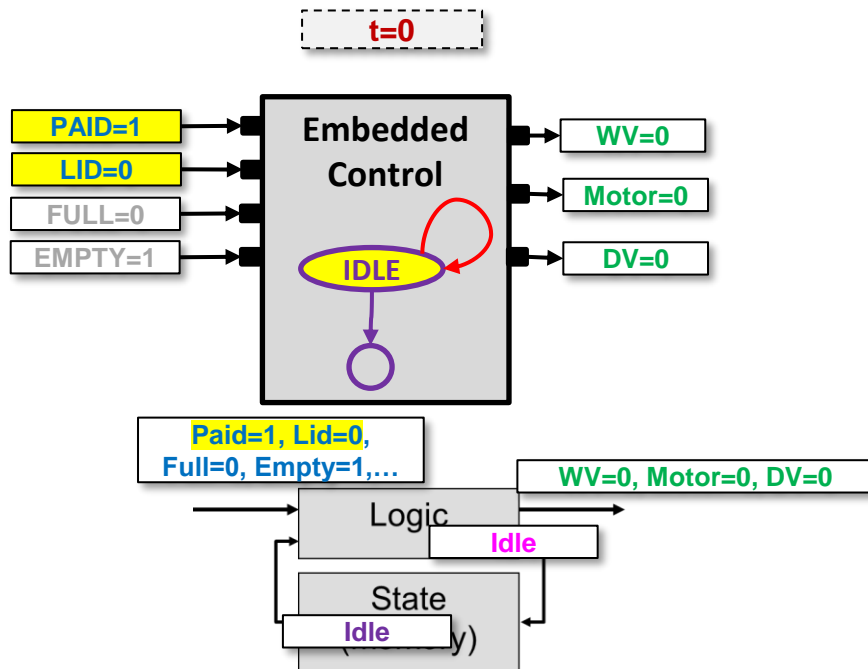 t=0
PAID=1
LID=0
FULL=0
EMPTY=1
Embedded
Control
IDLE
WV=0
Motor=0
DV=0
Paid=1, Lid=0,
Full=0, Empty=1,…
WV=0, Motor=0, DV=0
Logic
Idle
State
Idle